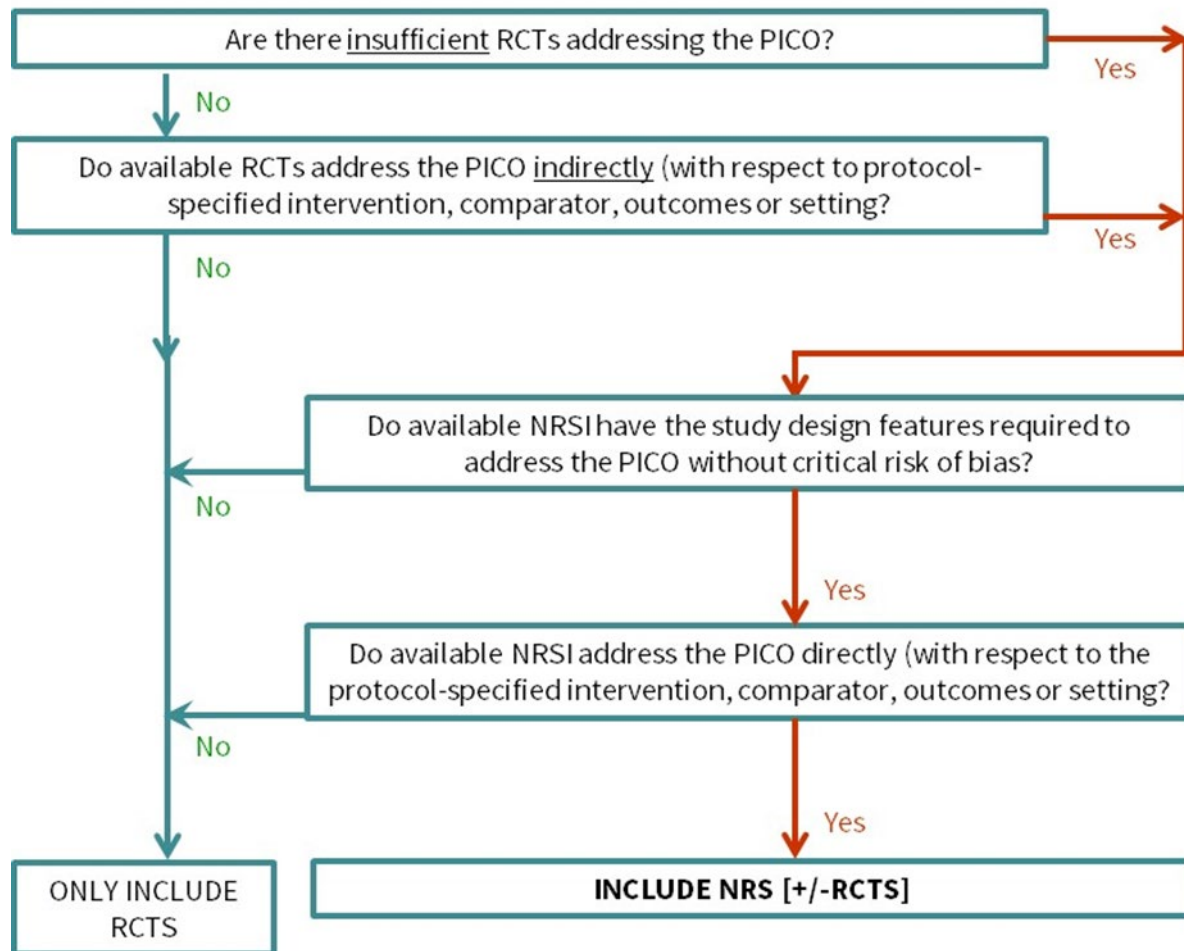 Are there insufficient RCTs addressing the PICO?
Yes
No
Do available RCTs address the PICO indirectly (with respect to protocol-
specified intervention, comparator, outcomes or setting?
Yes
No
Do available NRSI have the study design features required to
address the PICO without critical risk of bias?
No
Yes
Do available NRSI address the PICO directly (with respect to the
protocol-specified intervention, comparator, outcomes or setting?
No
Yes
ONLY INCLUDE
RCTS
INCLUDE NRS [+/-RCTS]